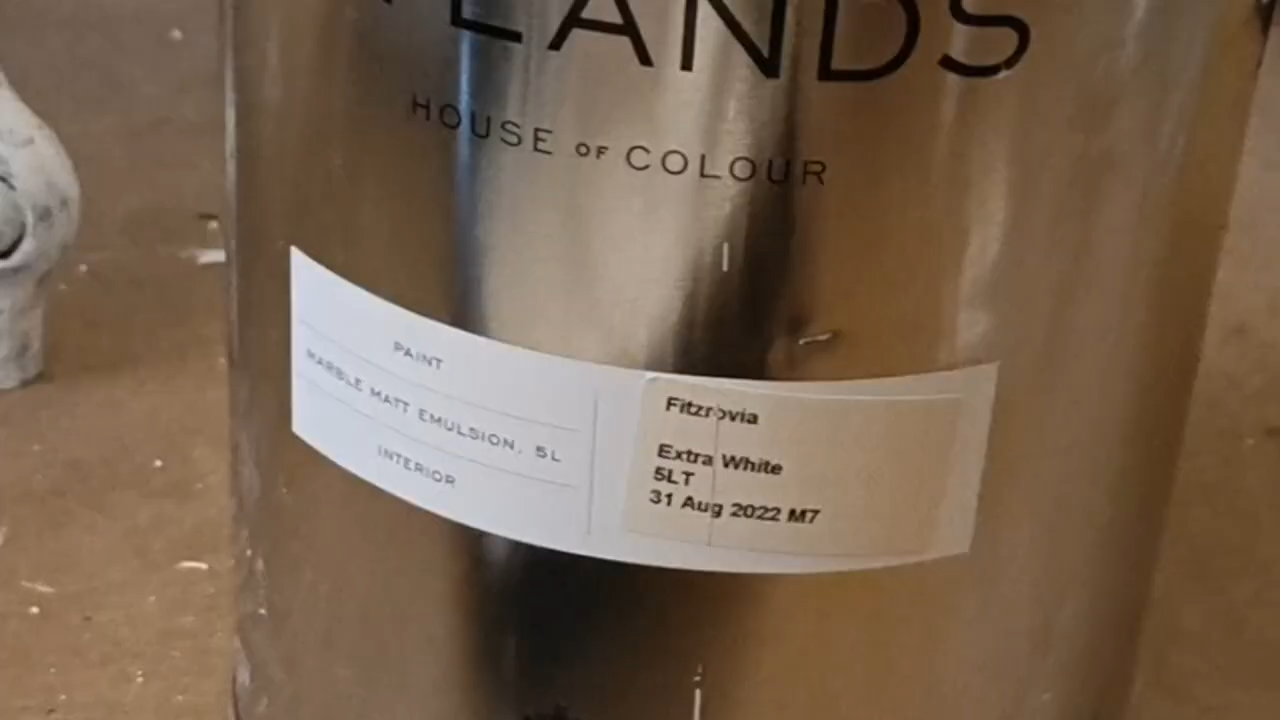 LANDS
HOUSE OF COLOUR
PAINT
MARBLE MATT EMULSION, 5L
INTERIOR
Fitzrovia
Extra White
5LT
31 Aug 2022 M7